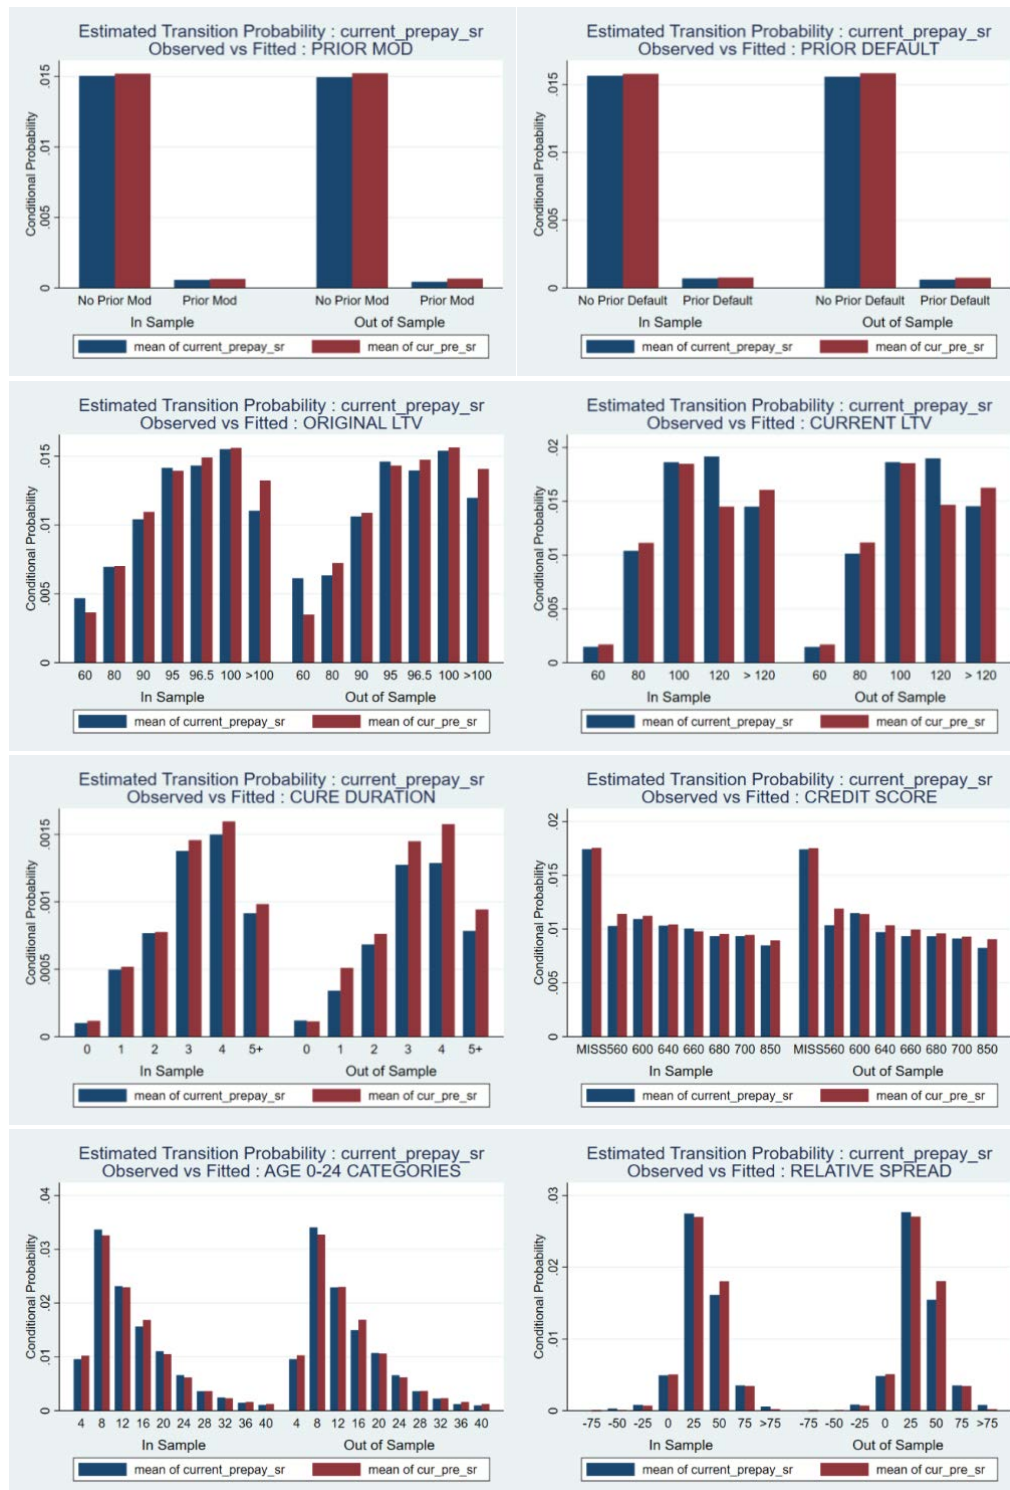 Estimated Transition Probability : current_prepay_sr
Observed vs Fitted : PRIOR MOD
Conditional Probability
0 .005 .01 .015
No Prior Mod Prior Mod No Prior Mod Prior Mod
In Sample Out of Sample
mean of current_prepay_sr mean of cur_pre_sr
Estimated Transition Probability : current_prepay_sr
Observed vs Fitted : PRIOR DEFAULT
Conditional Probability
0 .005 .01 .015
No Prior Default Prior Default No Prior Default Prior Default
In Sample Out of Sample
mean of current_prepay_sr mean of cur_pre_sr
Estimated Transition Probability : current_prepay_sr
Observed vs Fitted : ORIGINAL LTV
Conditional Probability
0 .005 .01 .015
60 80 90 95 96.5 100 >100 60 80 90 95 96.5 100 >100
In Sample Out of Sample
mean of current_prepay_sr mean of cur_pre_sr
Estimated Transition Probability : current_prepay_sr
Observed vs Fitted : CURRENT LTV
Conditional Probability
0 .005 .01 .015 .02
60 80 100 120 > 120 60 80 100 120 > 120
In Sample Out of Sample
mean of current_prepay_sr mean of cur_pre_sr
Estimated Transition Probability : current_prepay_sr
Observed vs Fitted : CURE DURATION
Conditional Probability
0 .0005 .001 .0015
0 1 2 3 4 5+ 0 1 2 3 4 5+
In Sample Out of Sample
mean of current_prepay_sr mean of cur_pre_sr
Estimated Transition Probability : current_prepay_sr
Observed vs Fitted : CREDIT SCORE
Conditional Probability
0 .005 .01 .015 .02
MISS560 600 640 660 680 700 850 MISS560 600 640 660 680 700 850
In Sample Out of Sample
mean of current_prepay_sr mean of cur_pre_sr
Estimated Transition Probability : current_prepay_sr
Observed vs Fitted : AGE 0-24 CATEGORIES
Conditional Probability
0 .01 .02 .03 .04
4 8 12 16 20 24 28 32 36 40 4 8 12 16 20 24 28 32 36 40
In Sample Out of Sample
mean of current_prepay_sr mean of cur_pre_sr
Estimated Transition Probability : current_prepay_sr
Observed vs Fitted : RELATIVE SPREAD
Conditional Probability
0 .01 .02 .03
-75 -50 -25 0 25 50 75 >75 -75 -50 -25 0 25 50 75 >75
In Sample Out of Sample
mean of current_prepay_sr mean of cur_pre_sr